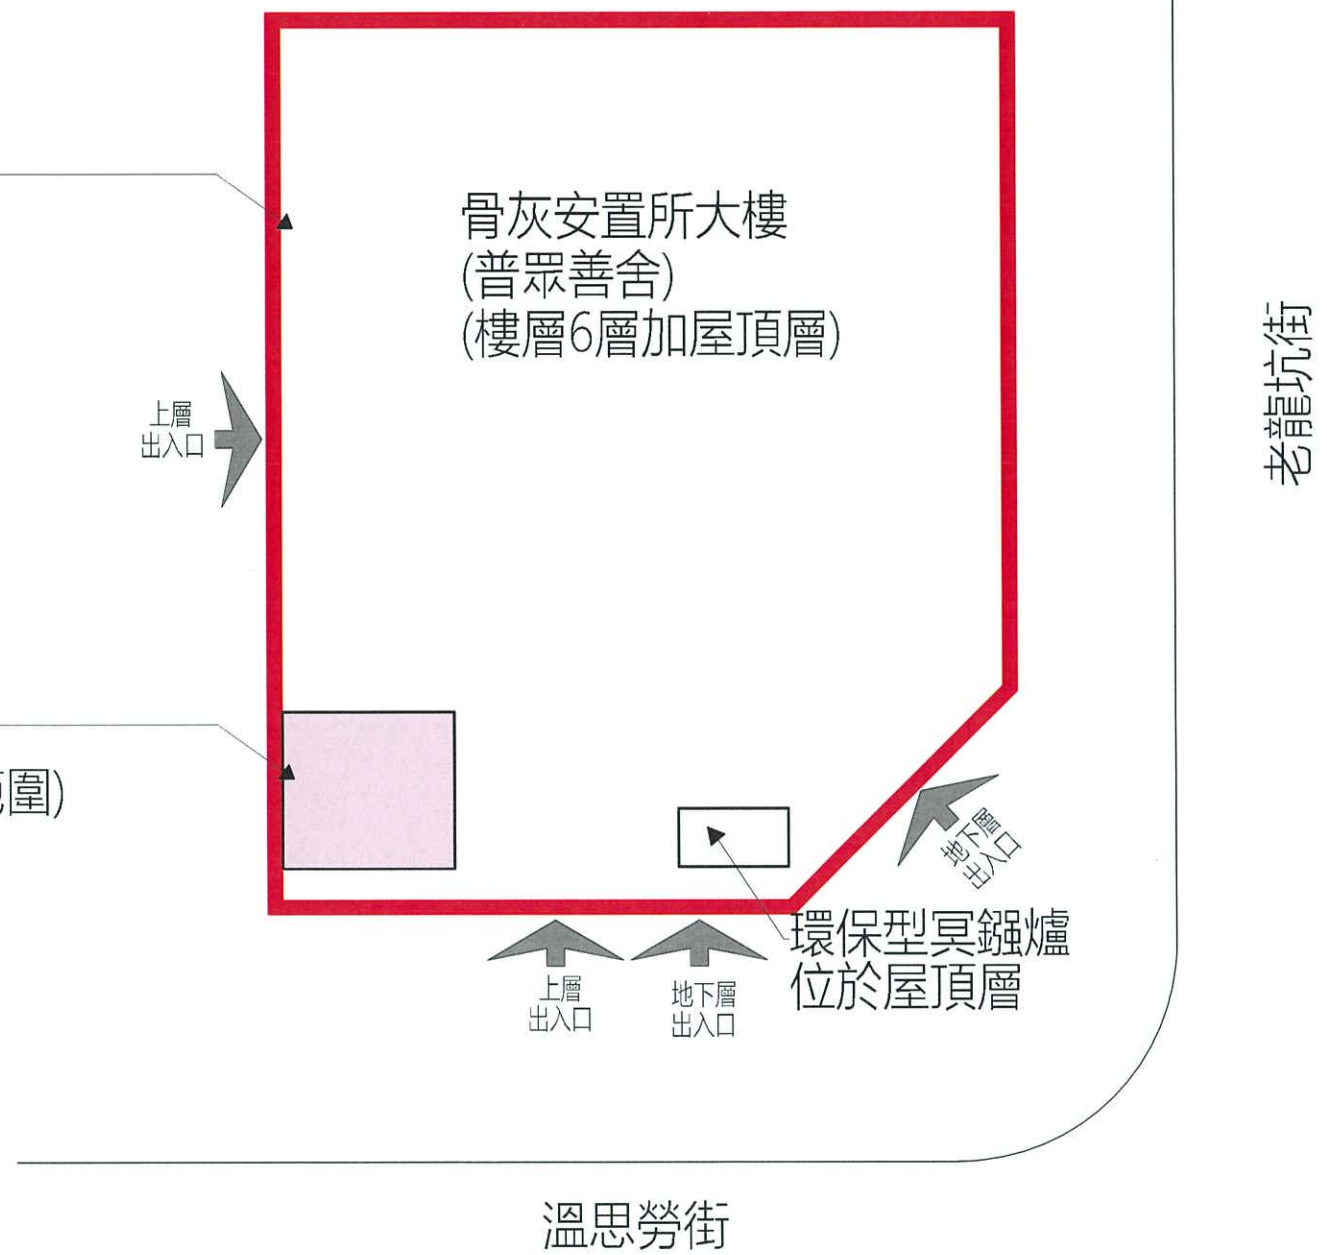 骨灰安置所大樓
(普眾善舍)
(樓層6層加屋頂層)
上層
出入口
老龍坑街
圍)
地下層
出入口
環保型冥鏹爐
位於屋頂層
上層
出入口
地下層
出入口
溫思勞街